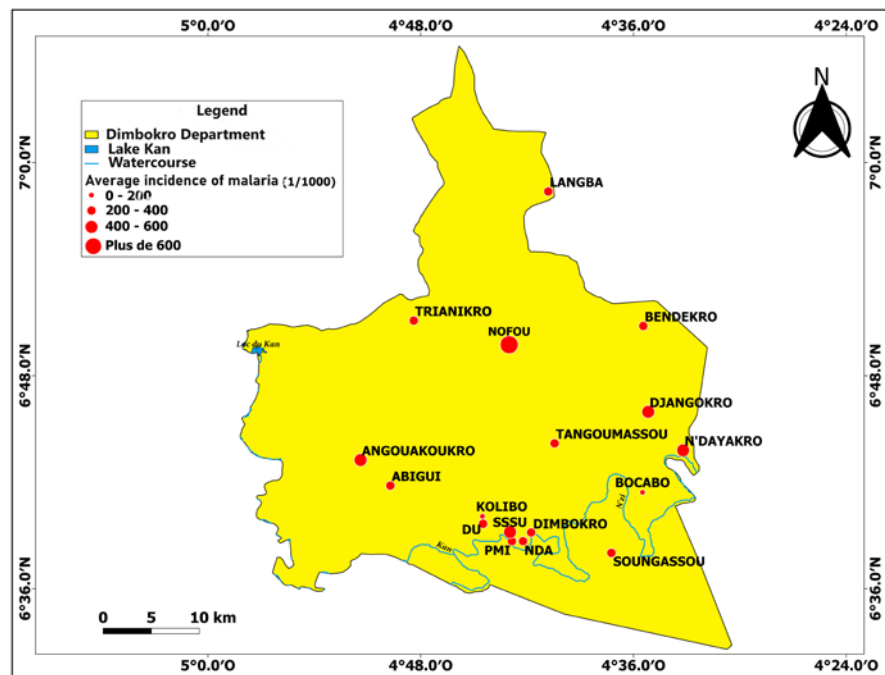 5°0.0'O 4°48.0'O 4°36.0'O 4°24.0'O
N
Legend
Dimbokro Department
Lake Kan
Watercourse
Average incidence of malaria (1/1000)
0 - 200
200 - 400
400 - 600
Plus de 600
7°0.0'N
7°0.0'N
LANGBA
TRIANIKRO
NOFOU
BENDEKRO
Lac du Kan
6°48.0'N
6°48.0'N
DJANGOKRO
TANGOUMASSOU
N'DAYAKRO
ANGOUAKOUKRO
ABIGUI
BOCABO
N'zi
KOLIBO
DU
SSSU
DIMBOKRO
Kan
PMI
NDA
SOUNGASSOU
6°36.0'N
6°36.0'N
0 5 10 km
5°0.0'O 4°48.0'O 4°36.0'O 4°24.0'O